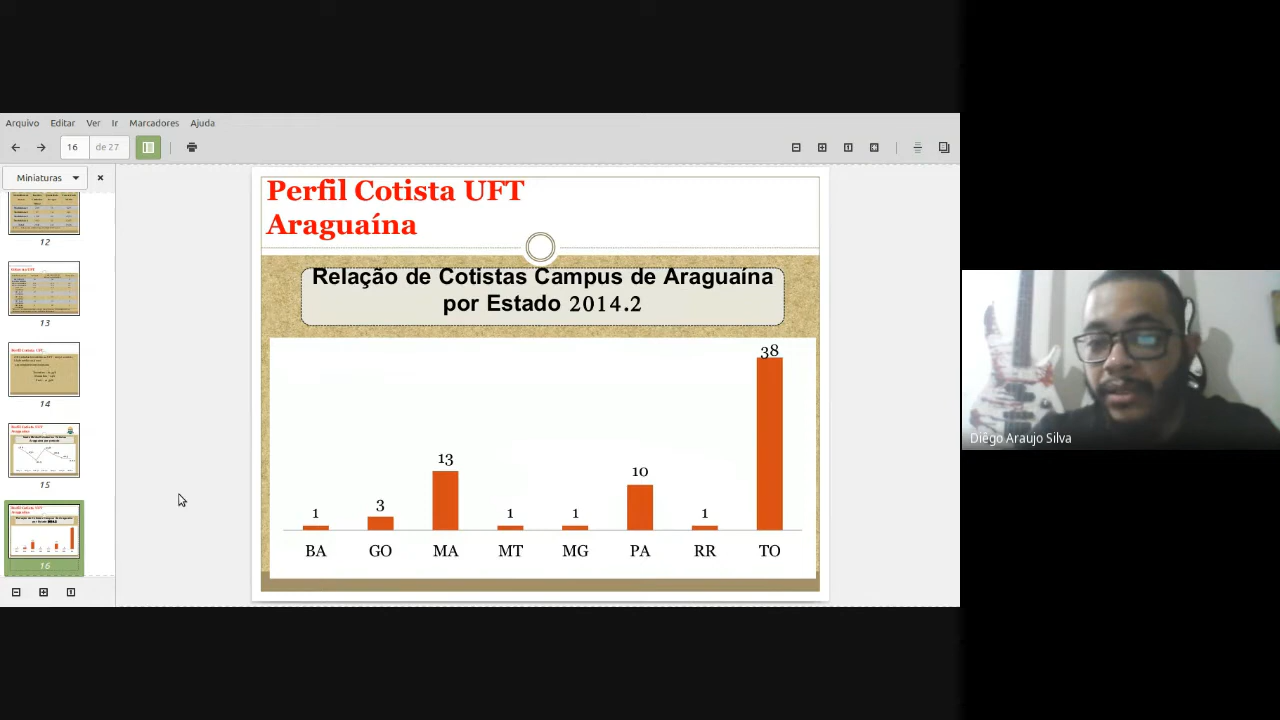 Arquivo Editar Ver Ir Marcadores Ajuda
16 de 27
Miniaturas
12
13
14
15
16
Perfil Cotista UFT
Araguaína
Relação de Cotistas Campus de Araguaína
por Estado 2014.2
1 3 13 1 1 10 1 38
BA GO MA MT MG PA RR TO
Diêgo Araujo Silva